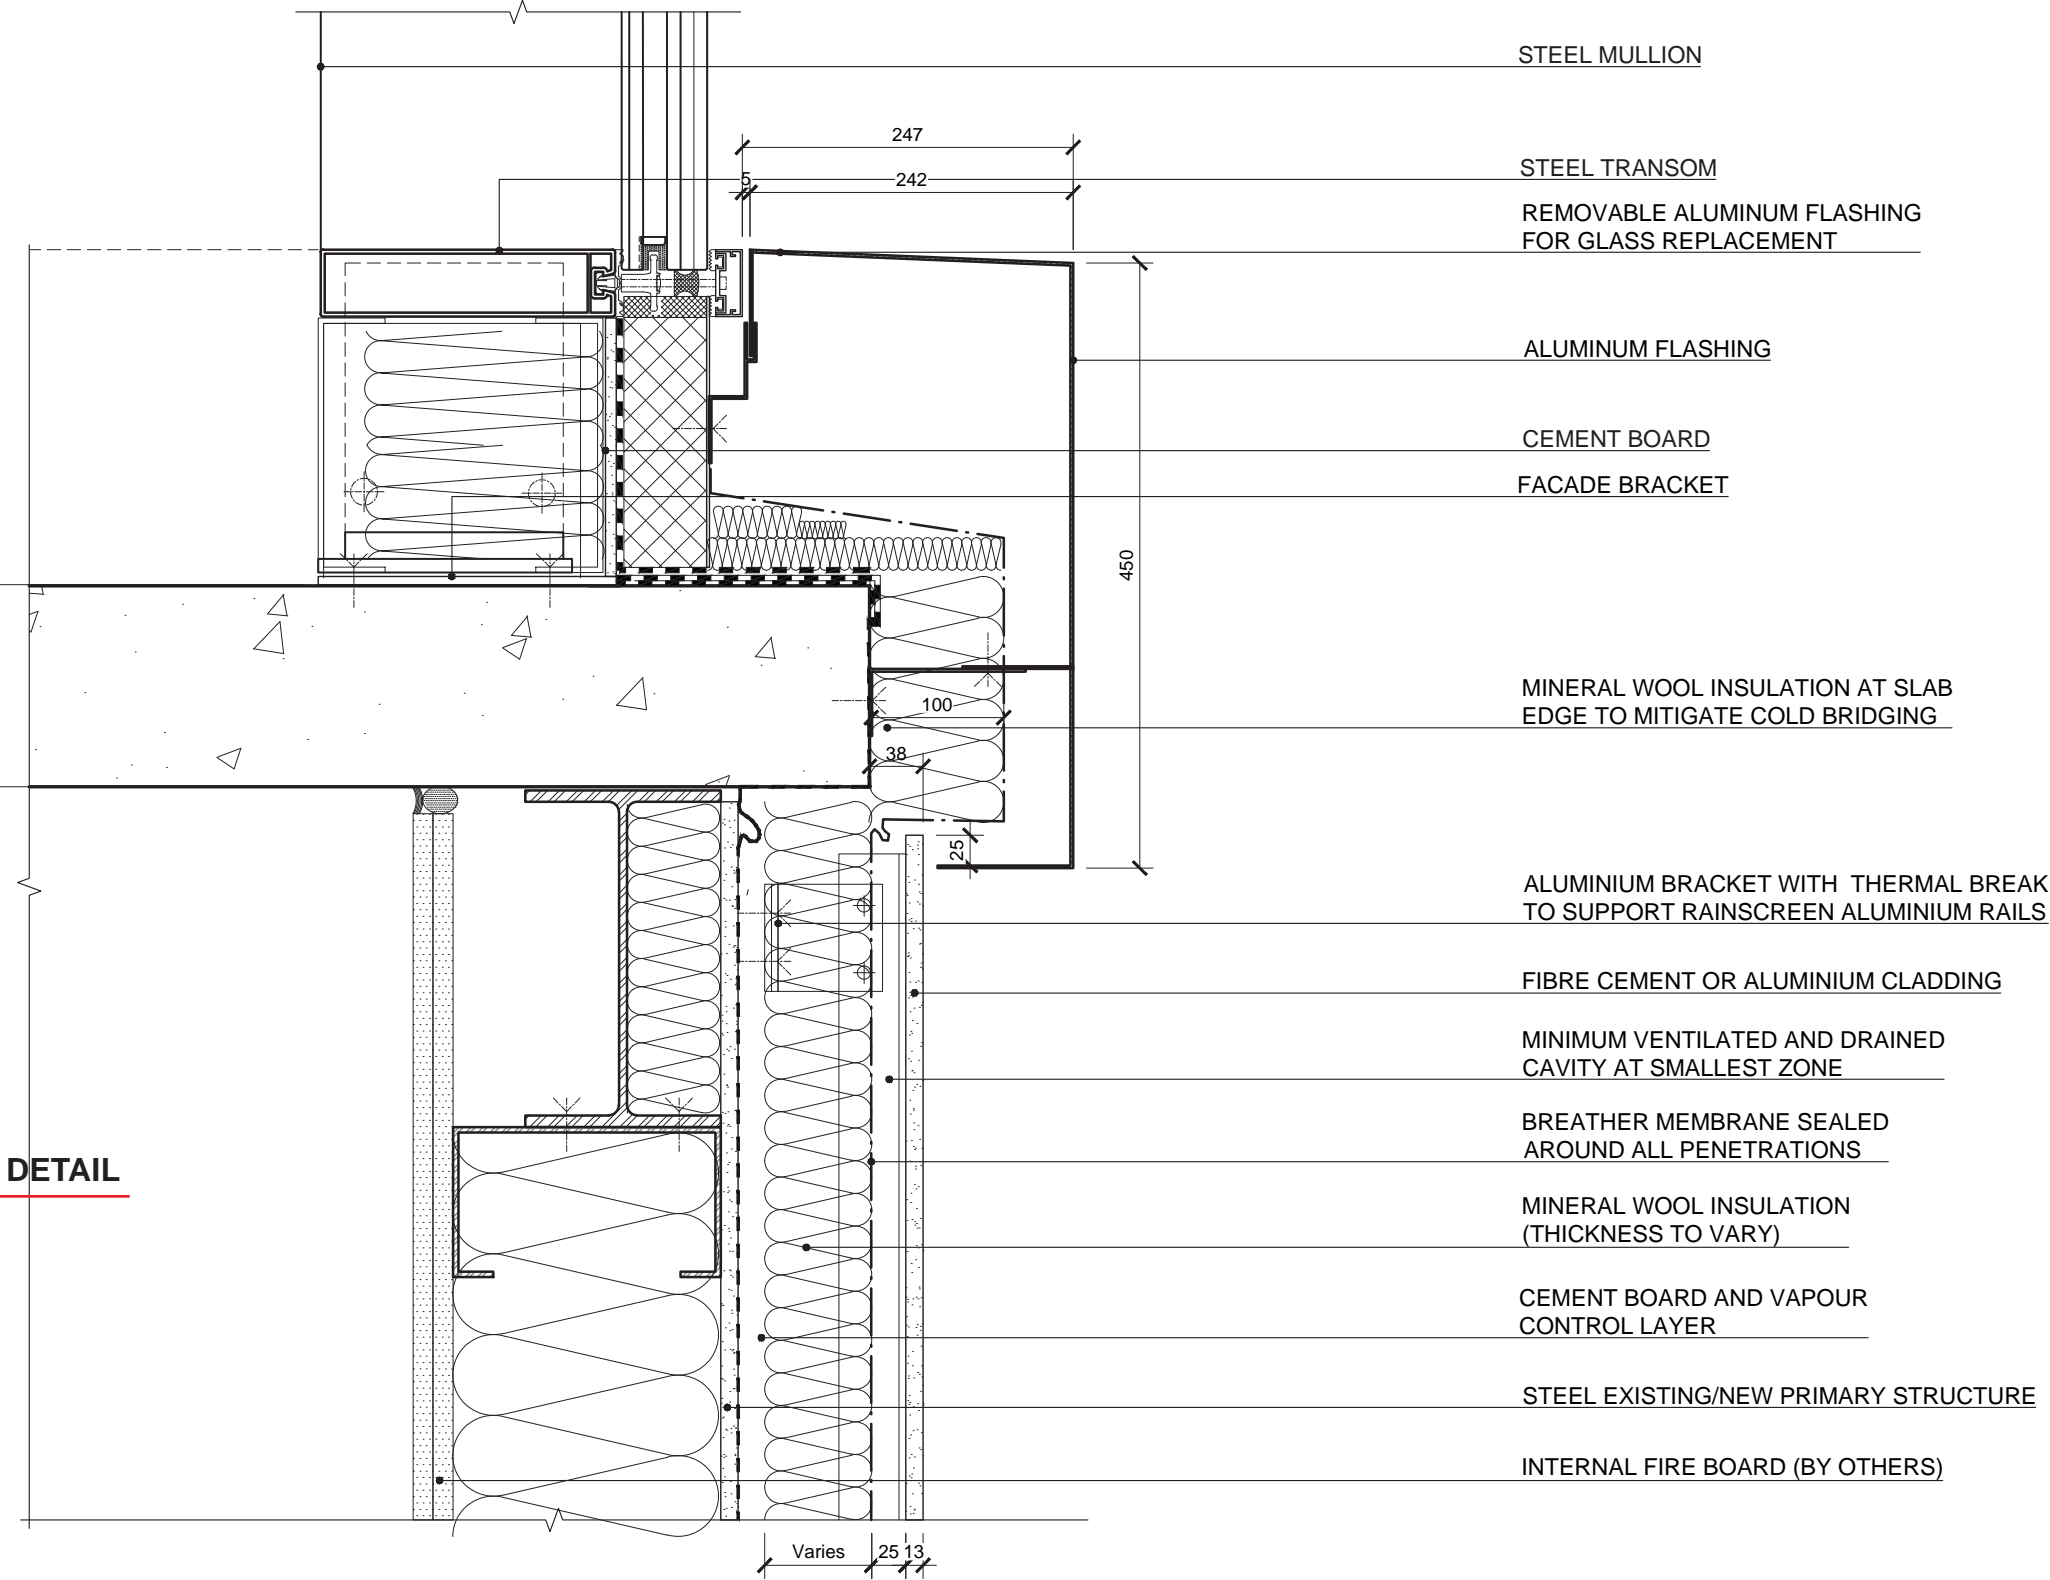 STEEL MULLION
247
STEEL TRANSOM
5
242
REMOVABLE ALUMINUM FLASHING
FOR GLASS REPLACEMENT
ALUMINUM FLASHING
CEMENT BOARD
FACADE BRACKET
450
MINERAL WOOL INSULATION AT SLAB
EDGE TO MITIGATE COLD BRIDGING
100
38
25
ALUMINIUM BRACKET WITH THERMAL BREAK
TO SUPPORT RAINSCREEN ALUMINIUM RAILS
FIBRE CEMENT OR ALUMINIUM CLADDING
MINIMUM VENTILATED AND DRAINED
CAVITY AT SMALLEST ZONE
BREATHER MEMBRANE SEALED
AROUND ALL PENETRATIONS
DETAIL
MINERAL WOOL INSULATION
(THICKNESS TO VARY)
CEMENT BOARD AND VAPOUR
CONTROL LAYER
STEEL EXISTING/NEW PRIMARY STRUCTURE
INTERNAL FIRE BOARD (BY OTHERS)
Varies
25
13